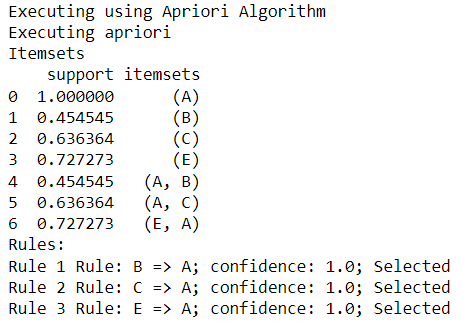 Executing using Apriori Algorithm
Executing apriori
Itemsets
support itemsets
0 1.000000 (A)
1 0.454545 (B)
2 0.636364 (C)
3 0.727273 (E)
4 0.454545 (A, B)
5 0.636364 (A, C)
6 0.727273 (E, A)
Rules:
Rule 1 Rule: B => A; confidence: 1.0; Selected
Rule 2 Rule: C => A; confidence: 1.0; Selected
Rule 3 Rule: E => A; confidence: 1.0; Selected